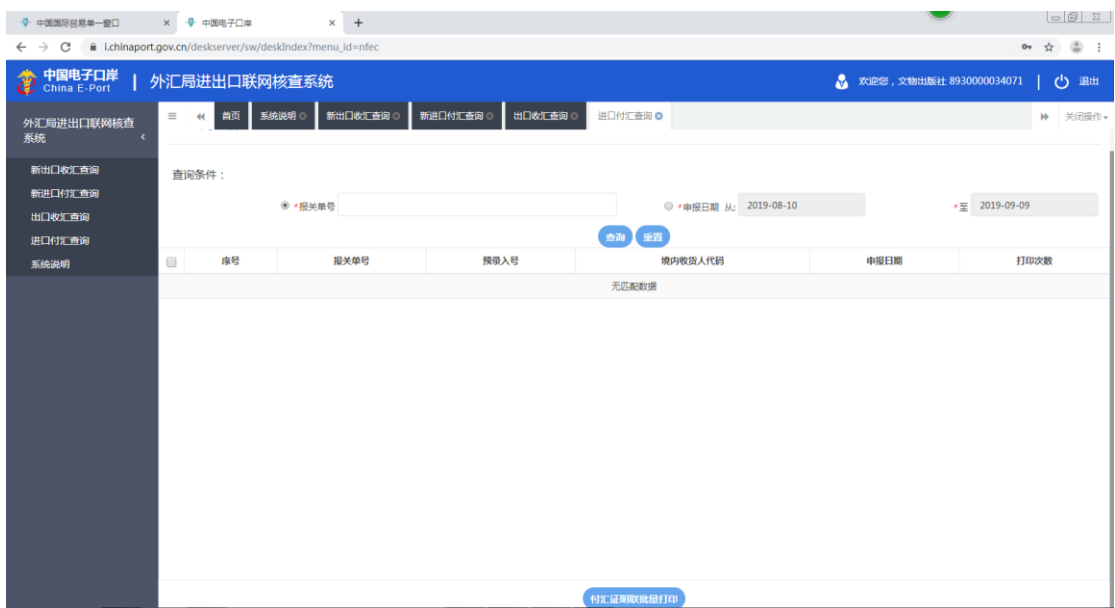 中国国际贸易单一窗口 × 中国电子口岸 × +
i.chinaport.gov.cn/deskserver/sw/deskIndex?menu_id=nfec
中国电子口岸
China E-Port
外汇局进出口联网核查系统
欢迎您，文物出版社 8930000034071 退出
外汇局进出口联网核查系统
首页 系统说明 新出口收汇查询 新进口付汇查询 出口收汇查询 进口付汇查询 关闭操作
新出口收汇查询
新进口付汇查询
出口收汇查询
进口付汇查询
系统说明
查询条件：
*报关单号 *申报日期 从: 2019-08-10 *至 2019-09-09
查询 重置
序号 报关单号 预录入号 境内收货人代码 申报日期 打印次数
无匹配数据
付汇证明联批量打印